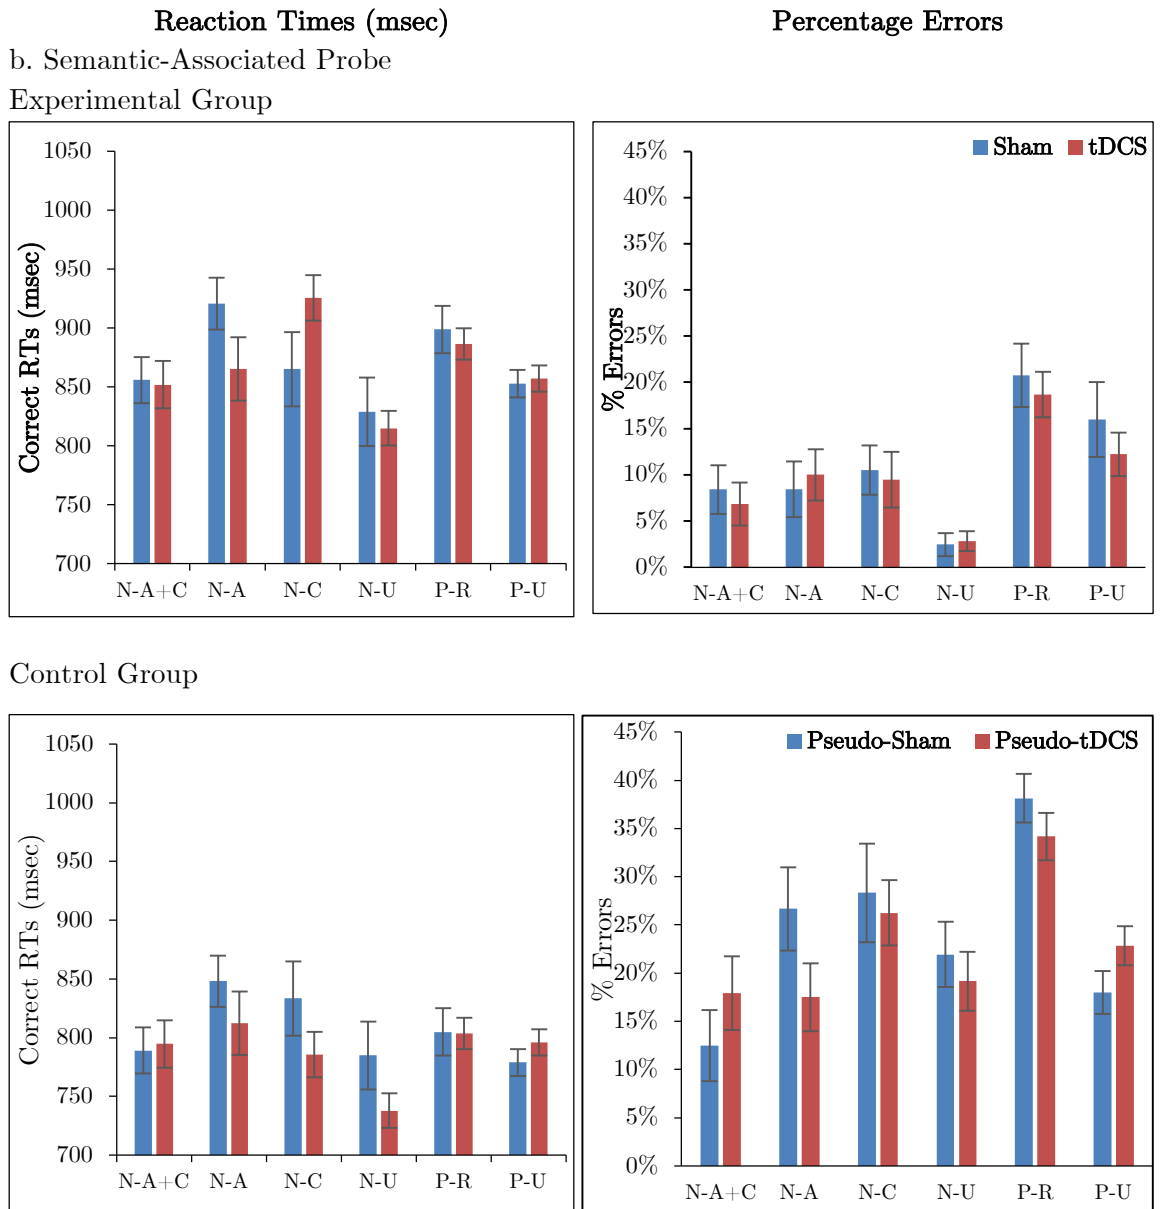 Reaction Times (msec)
Percentage Errors
b. Semantic-Associated Probe
Experimental Group
1050
1000
950
900
850
800
750
700
Correct RTs (msec)
N-A+C N-A N-C N-U P-R P-U
Sham tDCS
45%
40%
35%
30%
25%
20%
15%
10%
5%
0%
% Errors
N-A+C N-A N-C N-U P-R P-U
Control Group
1050
1000
950
900
850
800
750
700
Correct RTs (msec)
N-A+C N-A N-C N-U P-R P-U
Pseudo-Sham Pseudo-tDCS
45%
40%
35%
30%
25%
20%
15%
10%
5%
0%
% Errors
N-A+C N-A N-C N-U P-R P-U